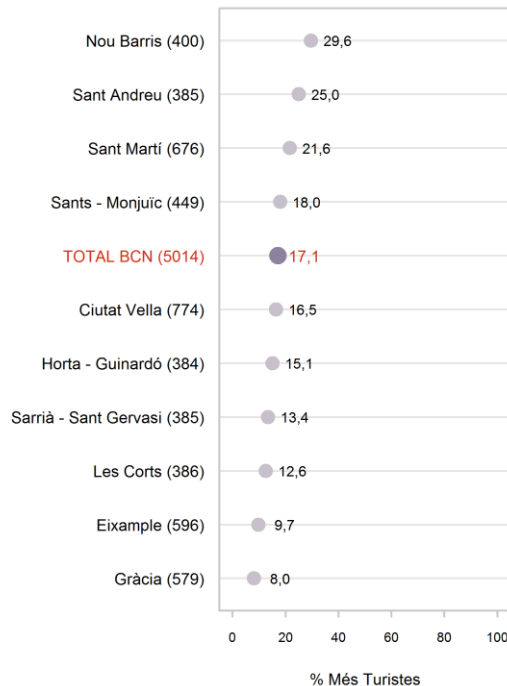 Nou Barris (400) 29,6
Sant Andreu (385) 25,0
Sant Martí (676) 21,6
Sants - Monjuïc (449) 18,0
TOTAL BCN (5014) 17,1
Ciutat Vella (774) 16,5
Horta - Guinardó (384) 15,1
Sarrià - Sant Gervasi (385) 13,4
Les Corts (386) 12,6
Eixample (596) 9,7
Gràcia (579) 8,0
0 20 40 60 80 100
% Més Turistes